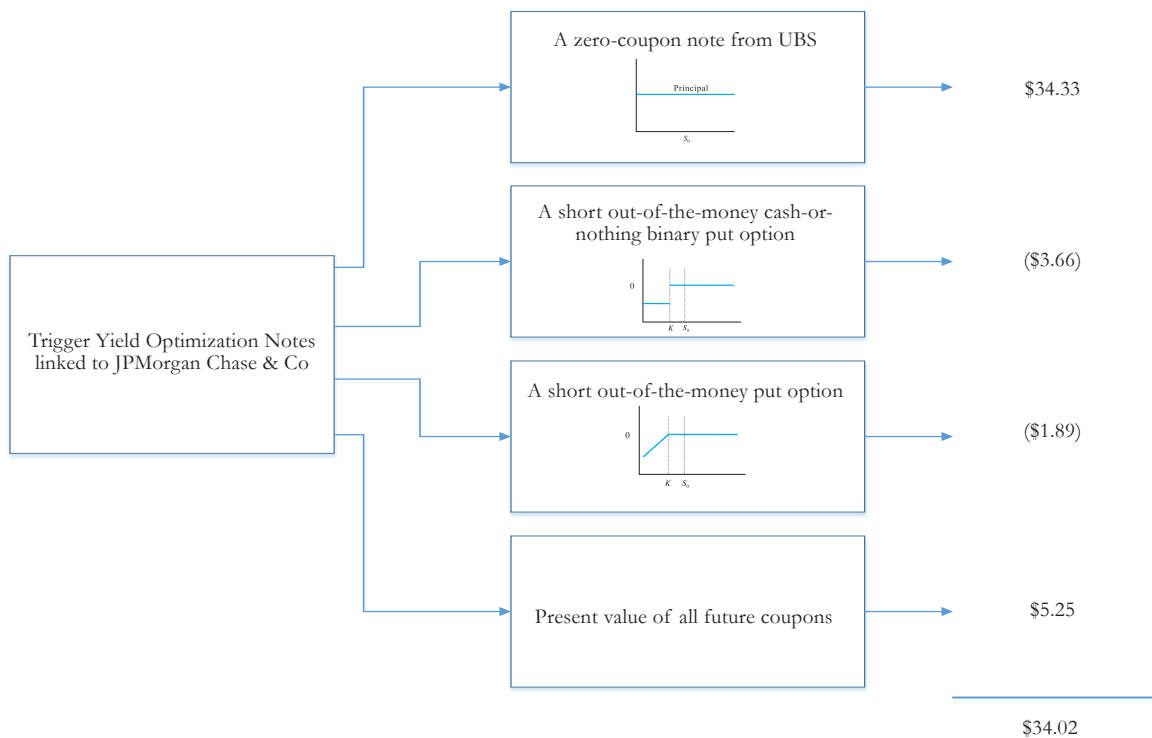 A zero-coupon note from UBS
Principal
S0
$34.33
A short out-of-the-money cash-or-
nothing binary put option
0
K
S0
($3.66)
Trigger Yield Optimization Notes
linked to JPMorgan Chase & Co
A short out-of-the-money put option
0
K
S0
($1.89)
Present value of all future coupons
$5.25
$34.02